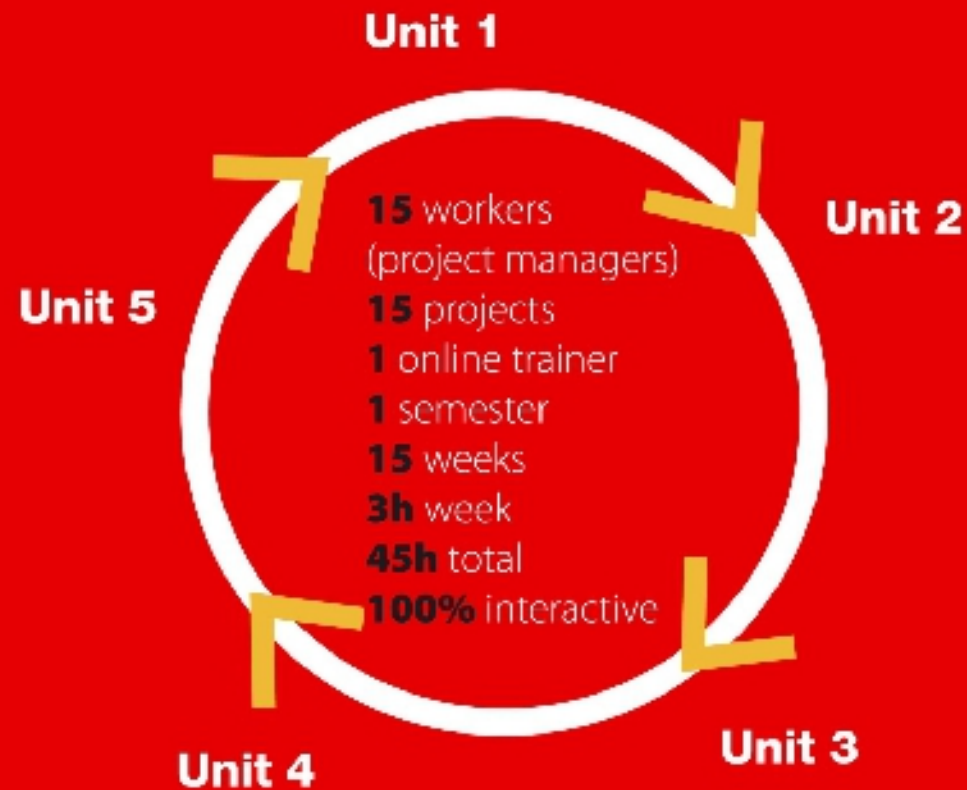 Unit 1
Unit 2
Unit 5
15 workers
(project managers)
15 projects
1 online trainer
1 semester
15 weeks
3h week
45h total
100% interactive
Unit 3
Unit 4